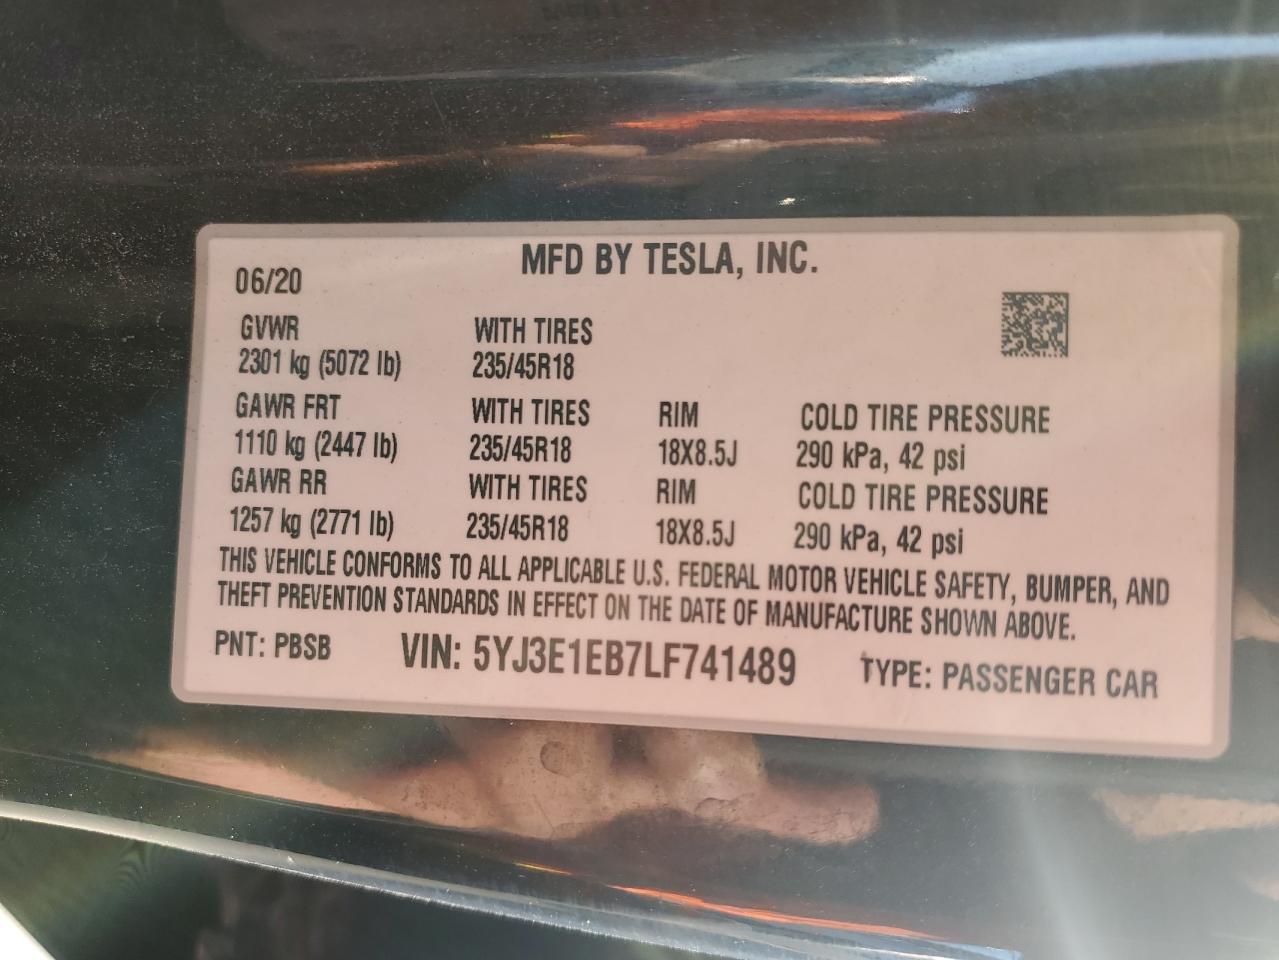 MFD BY TESLA, INC.
06/20
GVWR WITH TIRES
2301 kg (5072 lb) 235/45R18
GAWR FRT WITH TIRES RIM COLD TIRE PRESSURE
1110 kg (2447 lb) 235/45R18 18X8.5J 290 kPa, 42 psi
GAWR RR WITH TIRES RIM COLD TIRE PRESSURE
1257 kg (2771 lb) 235/45R18 18X8.5J 290 kPa, 42 psi
THIS VEHICLE CONFORMS TO ALL APPLICABLE U.S. FEDERAL MOTOR VEHICLE SAFETY, BUMPER, AND
THEFT PREVENTION STANDARDS IN EFFECT ON THE DATE OF MANUFACTURE SHOWN ABOVE.
PNT: PBSB VIN: 5YJ3E1EB7LF741489 TYPE: PASSENGER CAR